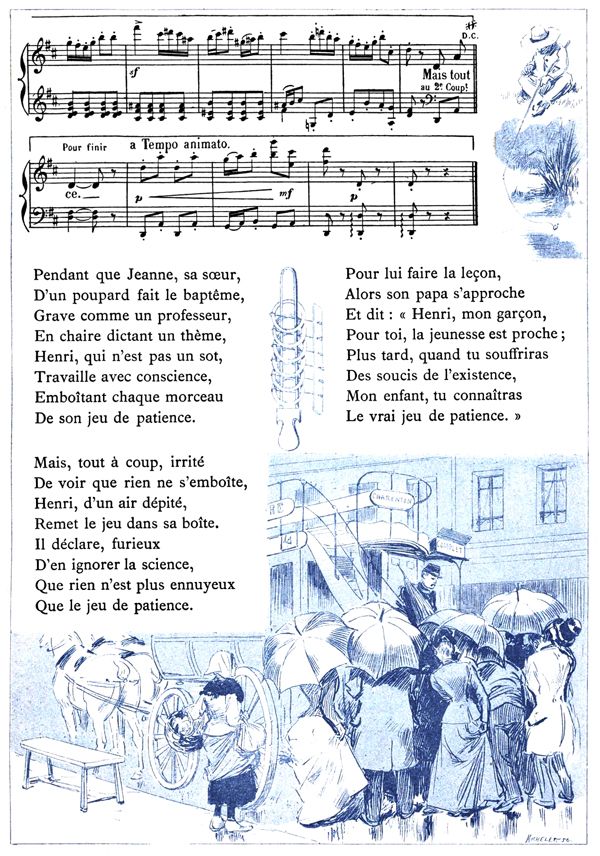 D.C.
sf
Mais tout
au 2ᵉ Coup!
Pour finir
a Tempo animato.
ce.
p
mf
p
Pendant que Jeanne, sa sœur,
D'un poupard fait le baptême,
Grave comme un professeur,
En chaire dictant un thème,
Henri, qui n'est pas un sot,
Travaille avec conscience,
Emboîtant chaque morceau
De son jeu de patience.
Mais, tout à coup, irrité
De voir que rien ne s'emboîte,
Henri, d'un air dépité,
Remet le jeu dans sa boîte.
Il déclare, furieux
D'en ignorer la science,
Que rien n'est plus ennuyeux
Que le jeu de patience.
Pour lui faire la leçon,
Alors son papa s'approche
Et dit : « Henri, mon garçon,
Pour toi, la jeunesse est proche ;
Plus tard, quand tu souffriras
Des soucis de l'existence,
Mon enfant, tu connaîtras
Le vrai jeu de patience. »
CHARENTON
COMPLET